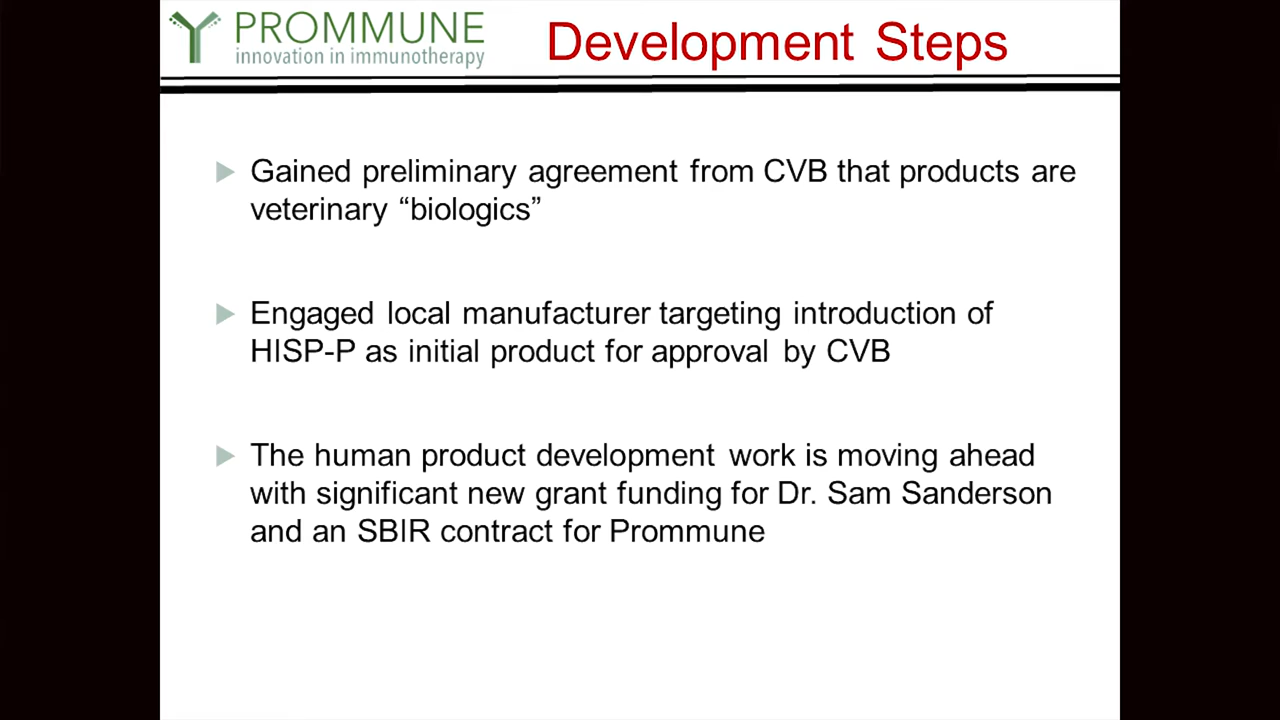 PROMMUNE
innovation in immunotherapy
Development Steps
Gained preliminary agreement from CVB that products are
veterinary “biologics”
Engaged local manufacturer targeting introduction of
HISP-P as initial product for approval by CVB
The human product development work is moving ahead
with significant new grant funding for Dr. Sam Sanderson
and an SBIR contract for Prommune